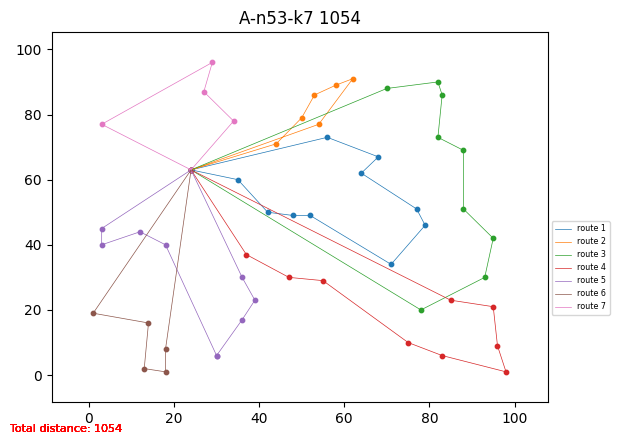 A-n53-k7 1054
100
80
60
40
20
0
0 20 40 60 80 100
route 1
route 2
route 3
route 4
route 5
route 6
route 7
Total distance: 1054